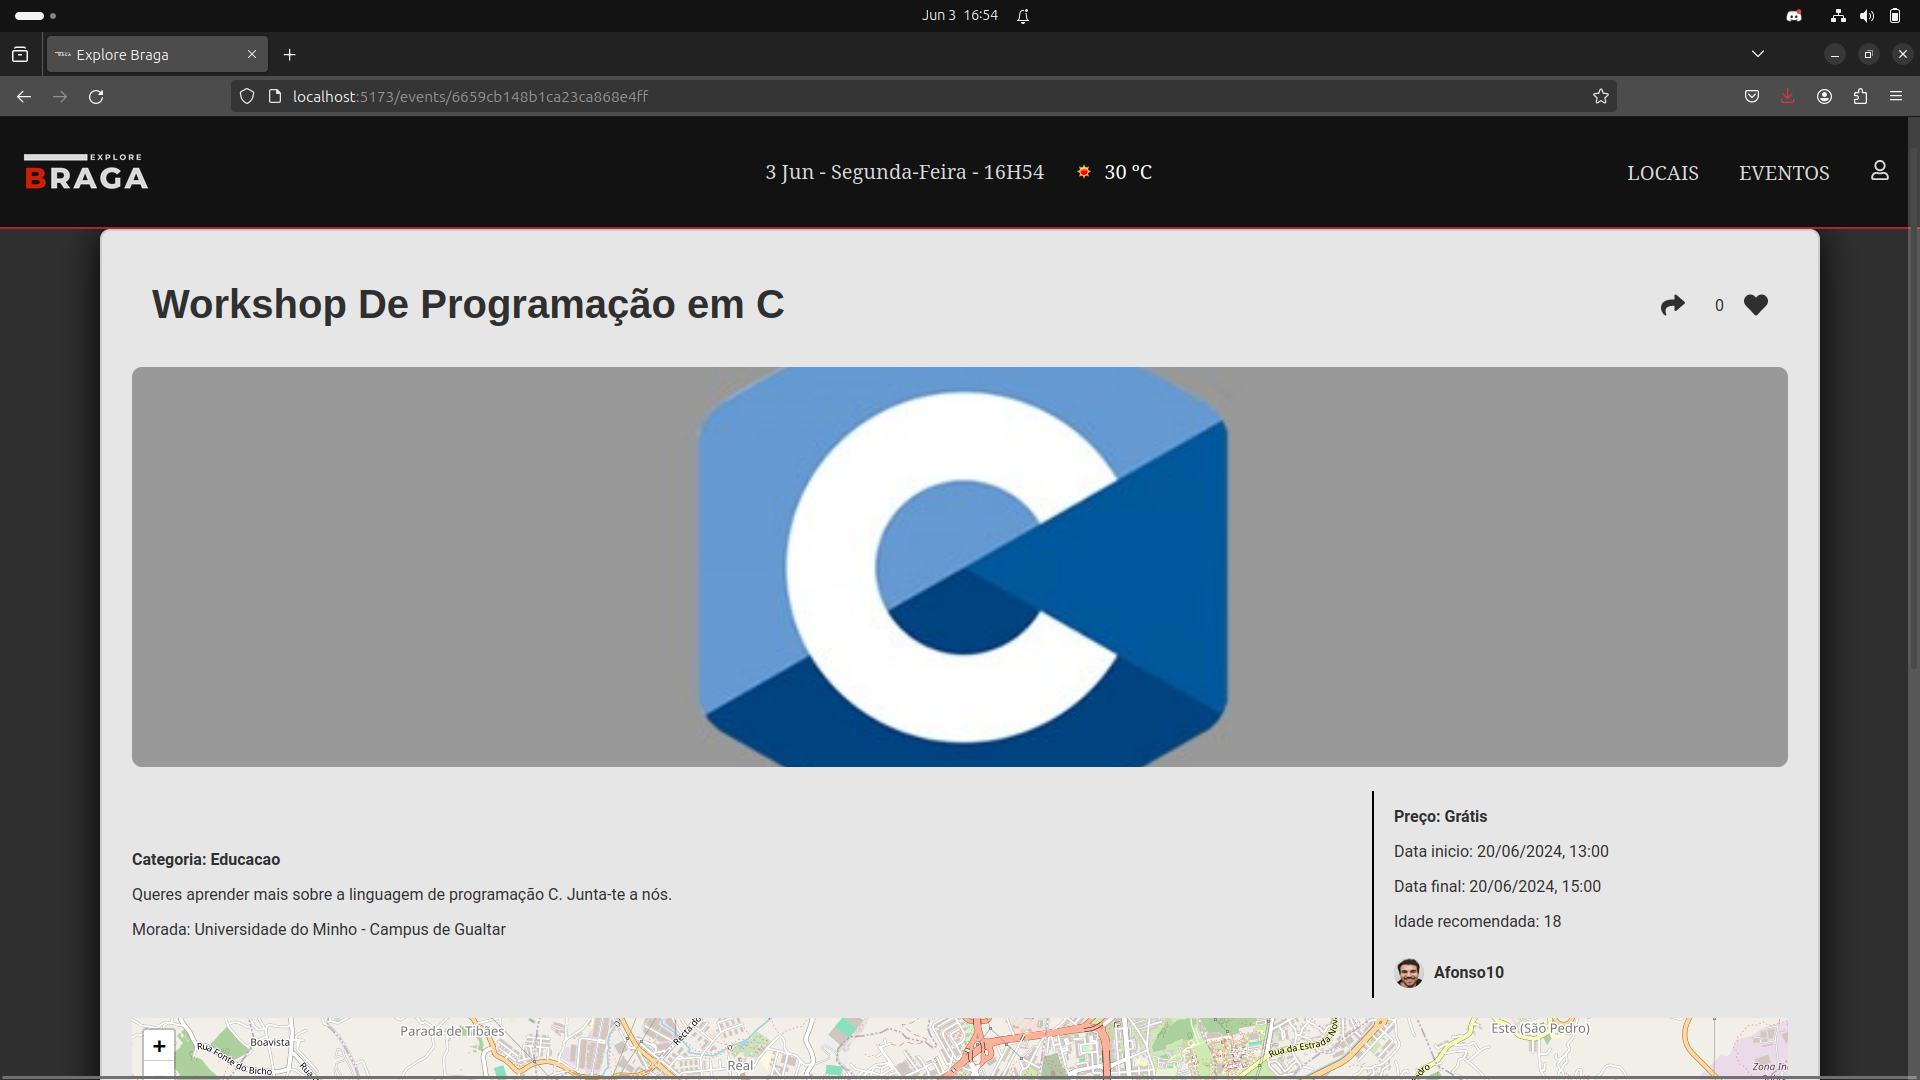 Jun 3 16:54
Explore Braga
localhost:5173/events/6659cb148b1ca23ca868e4ff
EXPLORE
BRAGA
3 Jun - Segunda-Feira - 16H54
30 ºC
LOCAIS
EVENTOS
Workshop De Programação em C
0
Preço: Grátis
Categoria: Educacao
Data inicio: 20/06/2024, 13:00
Queres aprender mais sobre a linguagem de programação C. Junta-te a nós.
Data final: 20/06/2024, 15:00
Morada: Universidade do Minho - Campus de Gualtar
Idade recomendada: 18
Afonso10
+
Parada de Tibães
Boavista
Rua Fonte do Bicho
Real
Recta do
Rua da Estrada Nov
Este (São Pedro)
Zona In